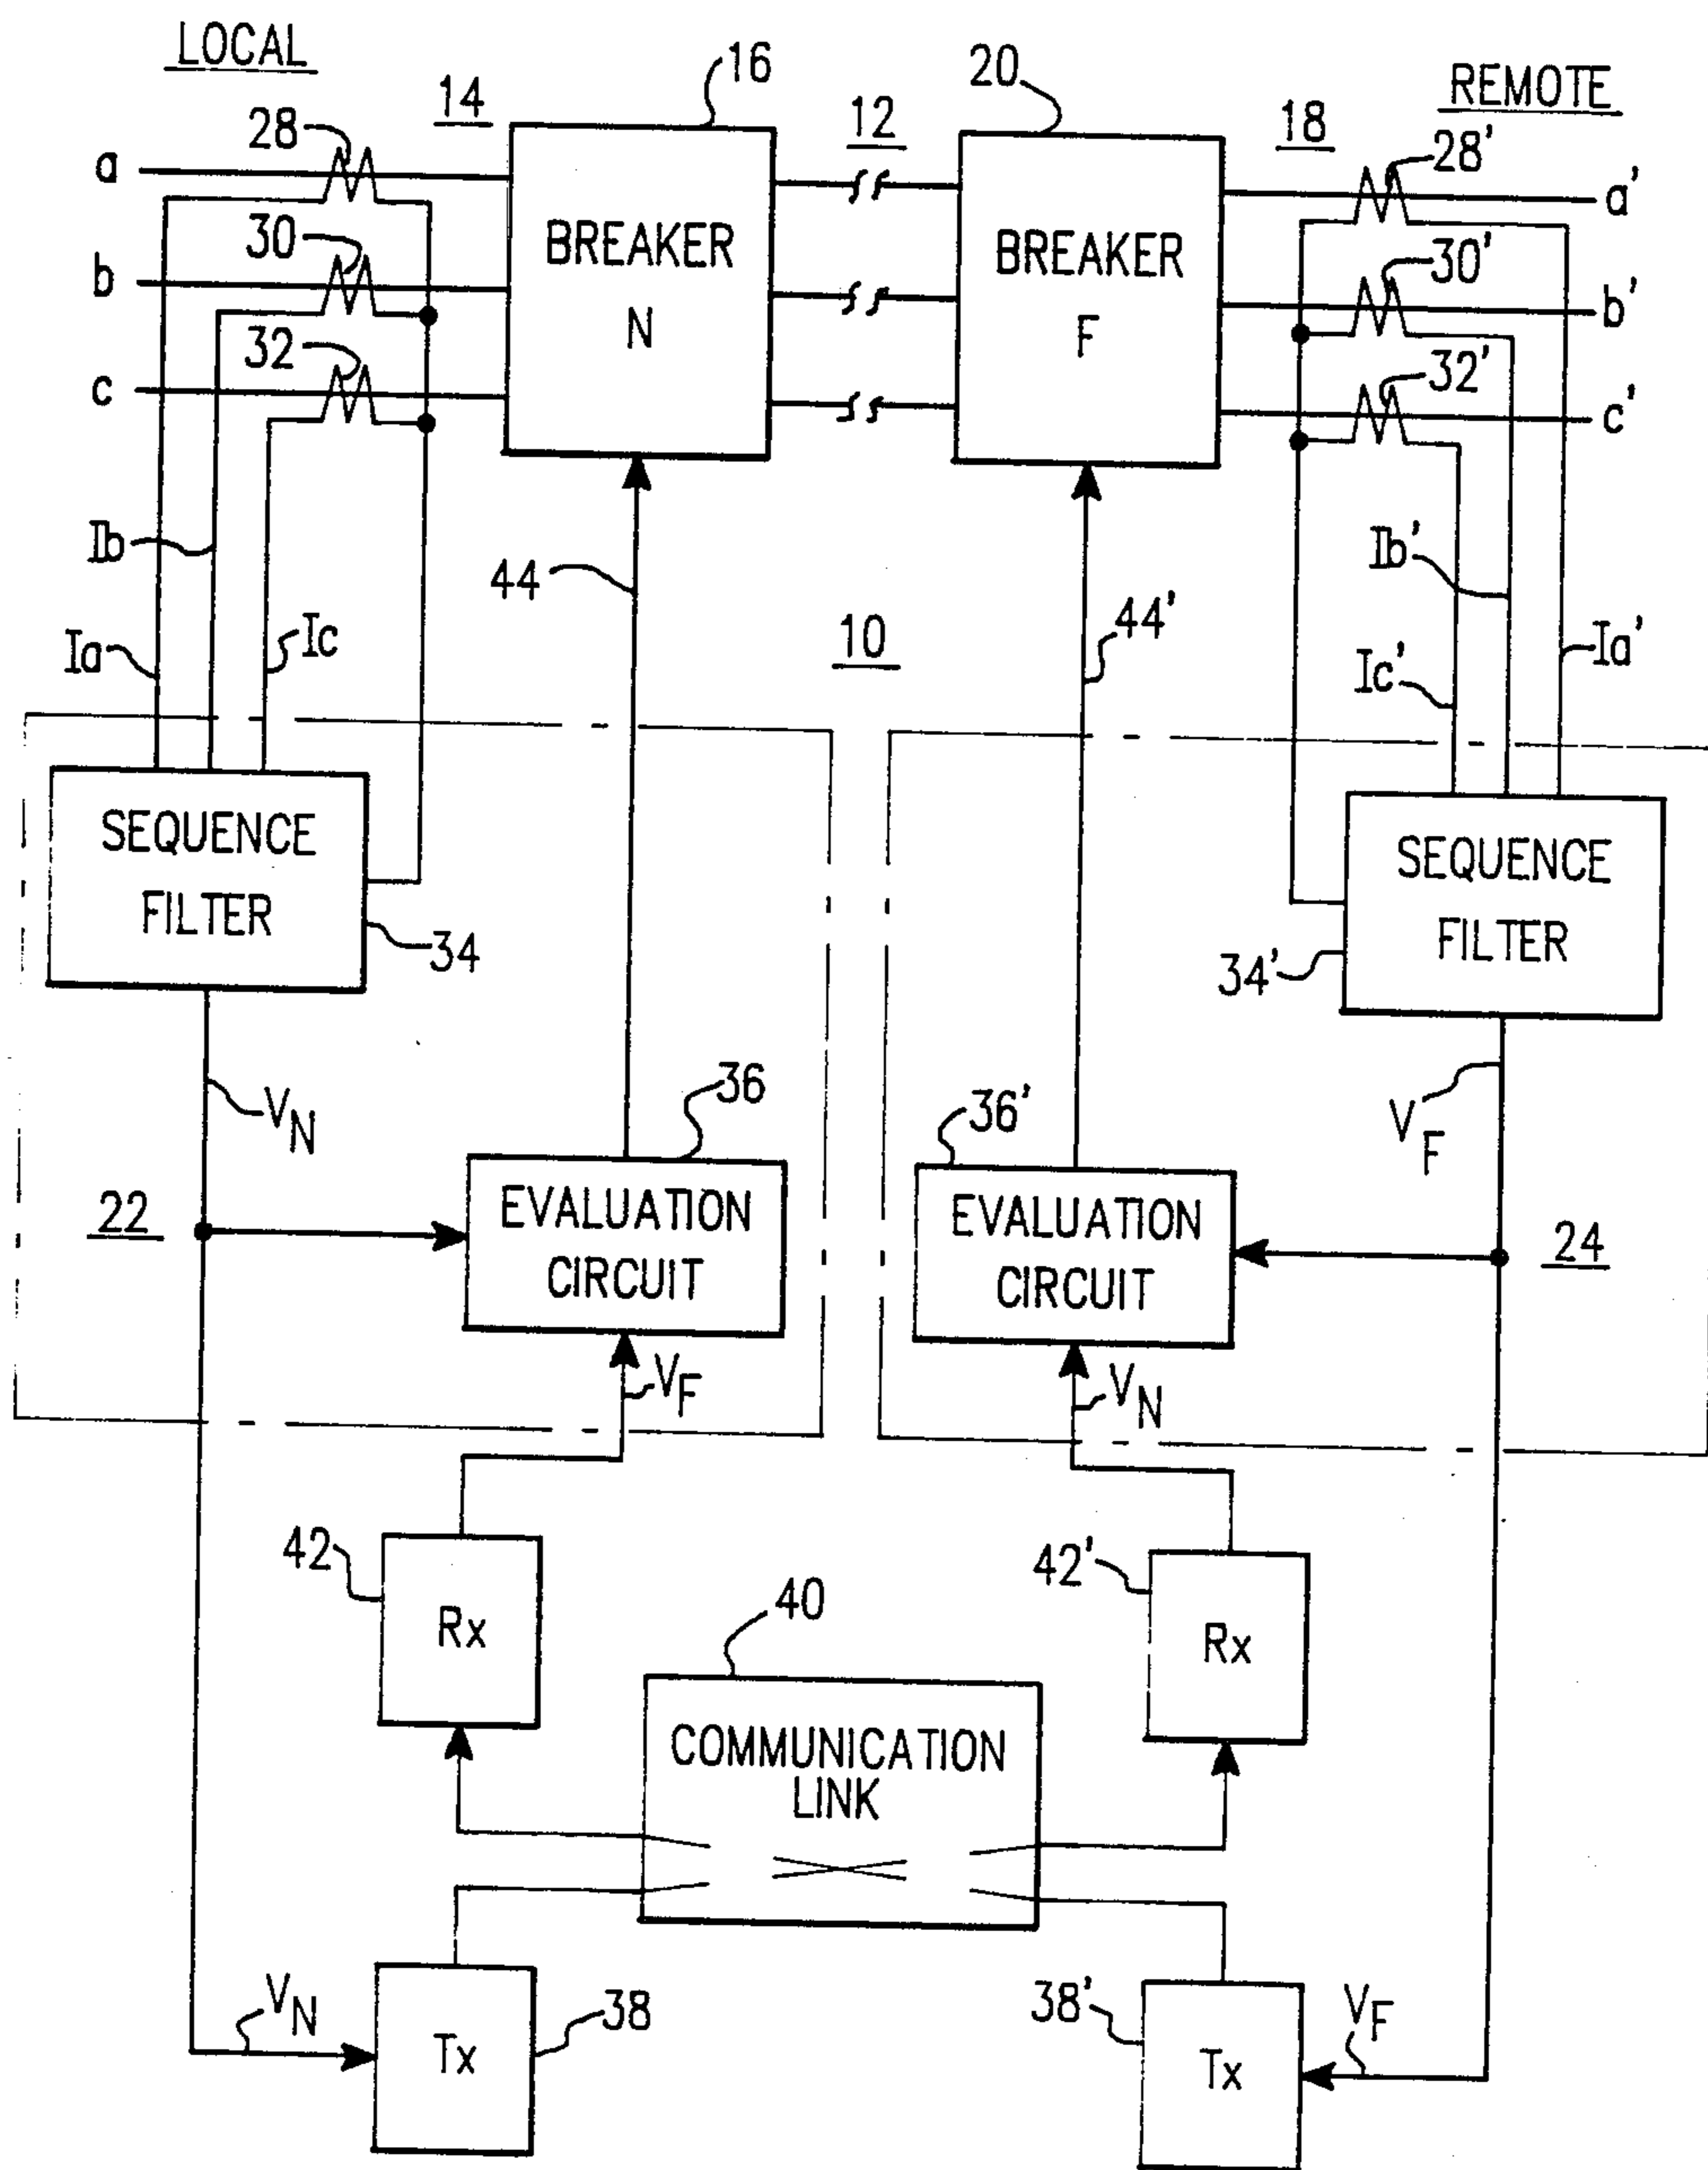 LOCAL
REMOTE
14
16
12
20
18
28
28'
a
a'
30
30'
b
b'
32
32'
c
c'
BREAKER
N
BREAKER
F
Ib
Ib'
44
44'
10
Ia
Ic
Ic'
Ia'
SEQUENCE
FILTER
34
SEQUENCE
FILTER
34'
VN
VF
36
36'
22
EVALUATION
CIRCUIT
EVALUATION
CIRCUIT
24
VF
VN
42
Rx
42'
Rx
40
COMMUNICATION
LINK
VN
Tx
38
38'
Tx
VF